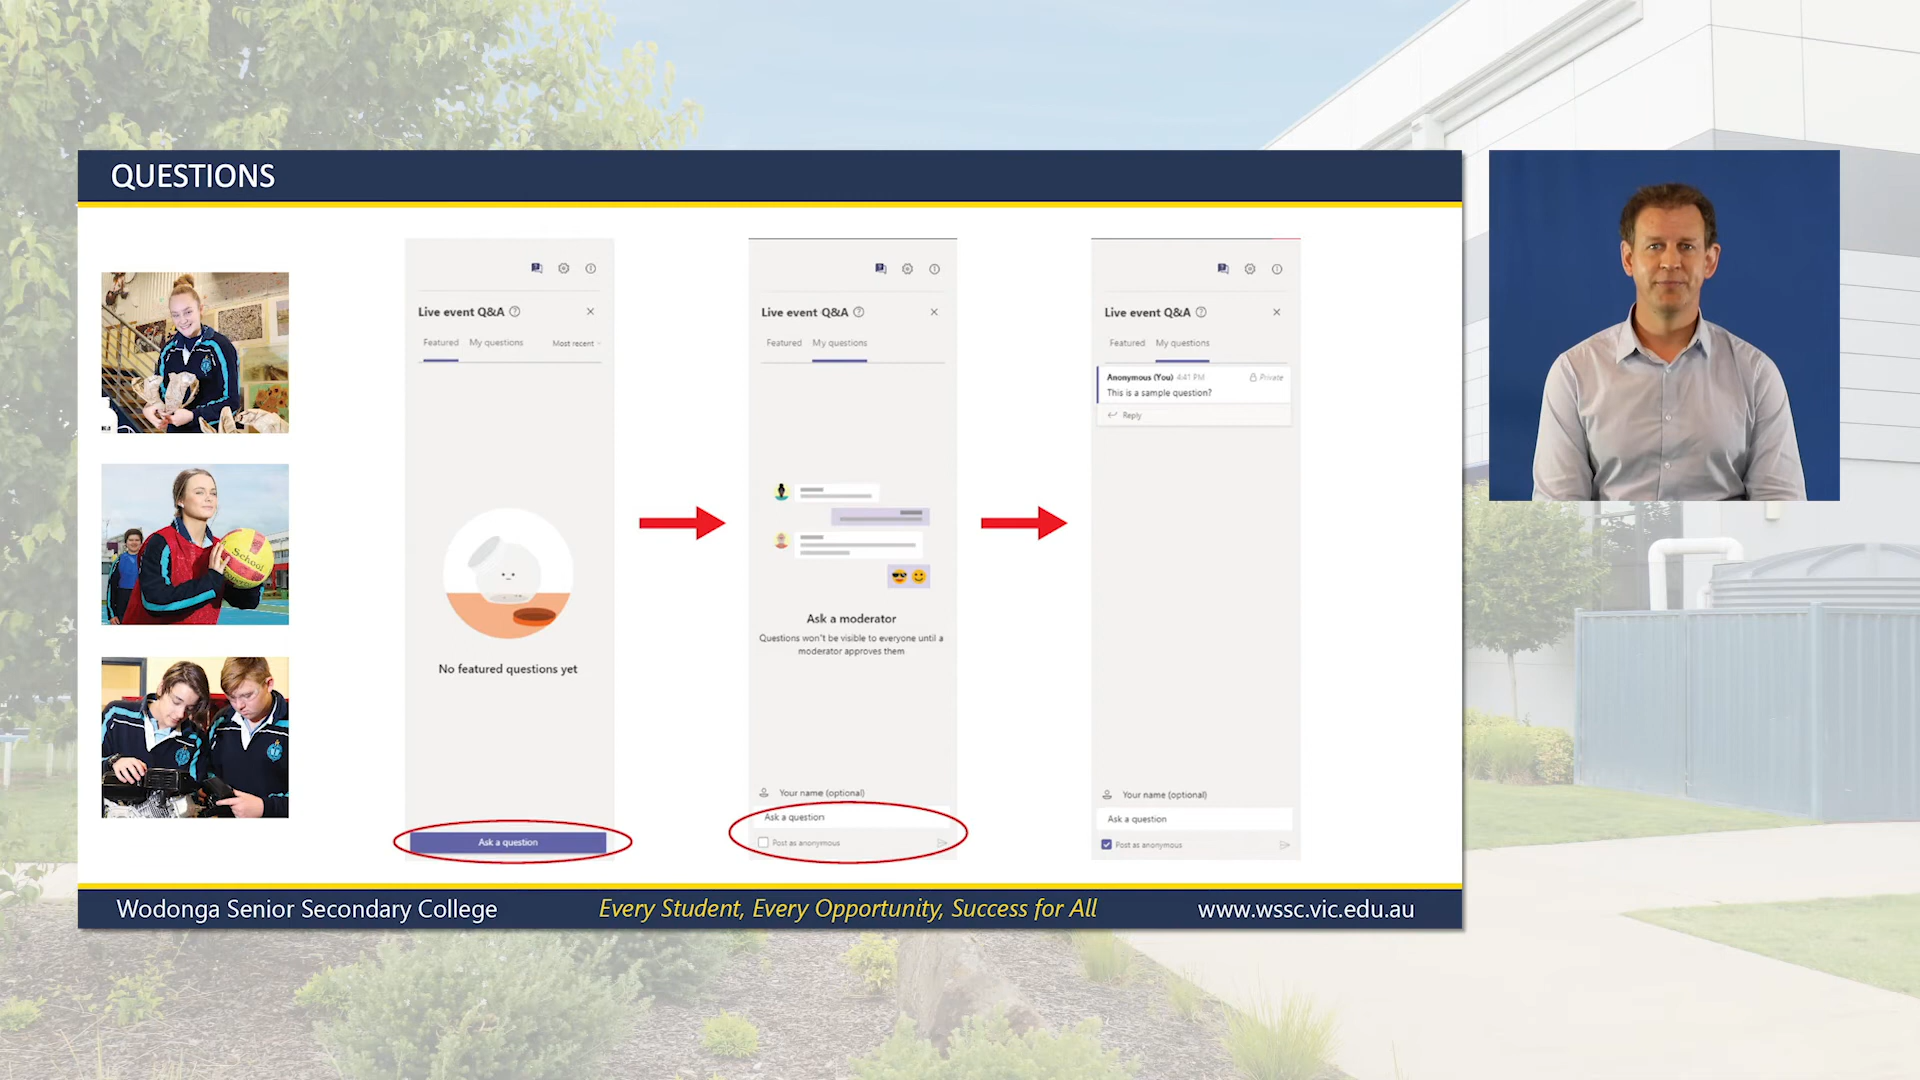 QUESTIONS
Live event Q&A
Featured My questions Most recent
No featured questions yet
Ask a question
Live event Q&A
Featured My questions
Ask a moderator
Questions won't be visible to everyone until a
moderator approves them
Your name (optional)
Ask a question
Post as anonymous
Live event Q&A
Featured My questions
Anonymous (You) 4:41 PM Private
This is a sample question?
Reply
Your name (optional)
Ask a question
Post as anonymous
School
Wodonga Senior Secondary College
Every Student, Every Opportunity, Success for All
www.wssc.vic.edu.au